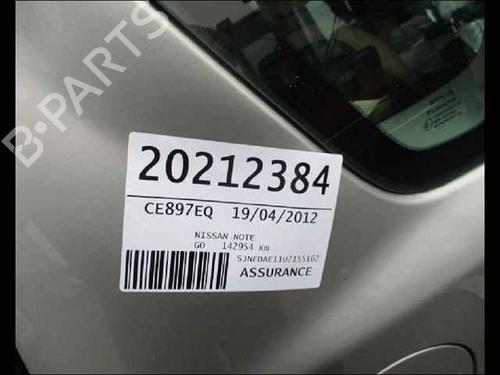 B-PARTS
20212384
CE897EQ 19/04/2012
NISSAN NOTE
GO 142954 KM
SJNFDAE11U2155162
ASSURANCE